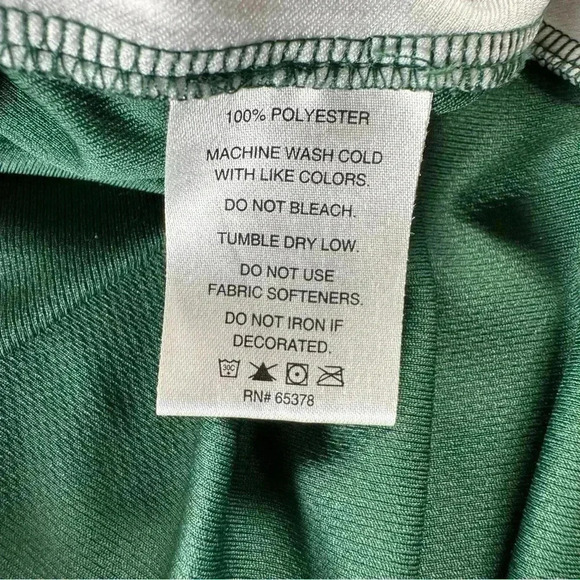 100% POLYESTER
MACHINE WASH COLD
WITH LIKE COLORS.
DO NOT BLEACH.
TUMBLE DRY LOW.
DO NOT USE
FABRIC SOFTENERS.
DO NOT IRON IF
DECORATED.
30C
RN# 65378